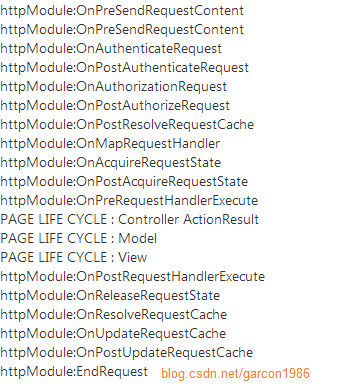 httpModule:OnPreSendRequestContent
httpModule:OnPreSendRequestContent
httpModule:OnAuthenticateRequest
httpModule:OnPostAuthenticateRequest
httpModule:OnAuthorizationRequest
httpModule:OnPostAuthorizeRequest
httpModule:OnPostResolveRequestCache
httpModule:OnMapRequestHandler
httpModule:OnAcquireRequestState
httpModule:OnPostAcquireRequestState
httpModule:OnPreRequestHandlerExecute
PAGE LIFE CYCLE : Controller ActionResult
PAGE LIFE CYCLE : Model
PAGE LIFE CYCLE : View
httpModule:OnPostRequestHandlerExecute
httpModule:OnReleaseRequestState
httpModule:OnResolveRequestCache
httpModule:OnUpdateRequestCache
httpModule:OnPostUpdateRequestCache
httpModule:EndRequest blog.csdn.net/garcon1986